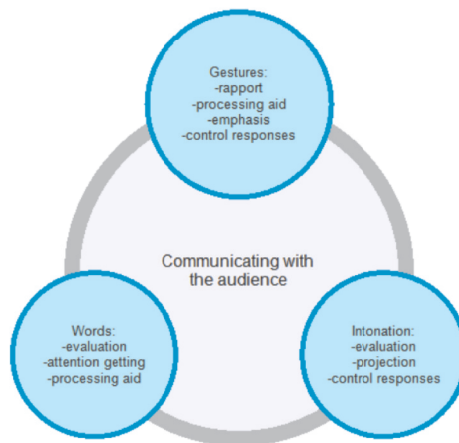 Gestures:
-rapport
-processing aid
-emphasis
-control responses
Communicating with
the audience
Words:
-evaluation
-attention getting
-processing aid
Intonation:
-evaluation
-projection
-control responses